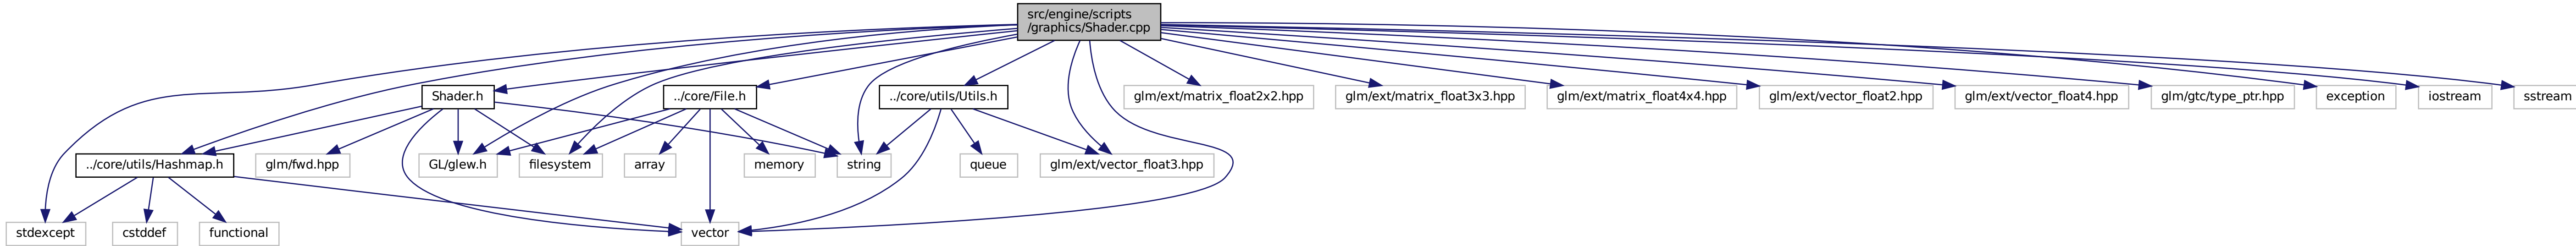 src/engine/scripts
/graphics/Shader.cpp
Shader.h
../core/File.h
../core/utils/Utils.h
glm/ext/matrix_float2x2.hpp
glm/ext/matrix_float3x3.hpp
glm/ext/matrix_float4x4.hpp
glm/ext/vector_float2.hpp
glm/ext/vector_float4.hpp
glm/gtc/type_ptr.hpp
exception
iostream
sstream
../core/utils/Hashmap.h
glm/fwd.hpp
GL/glew.h
filesystem
array
memory
string
queue
glm/ext/vector_float3.hpp
stdexcept
cstddef
functional
vector